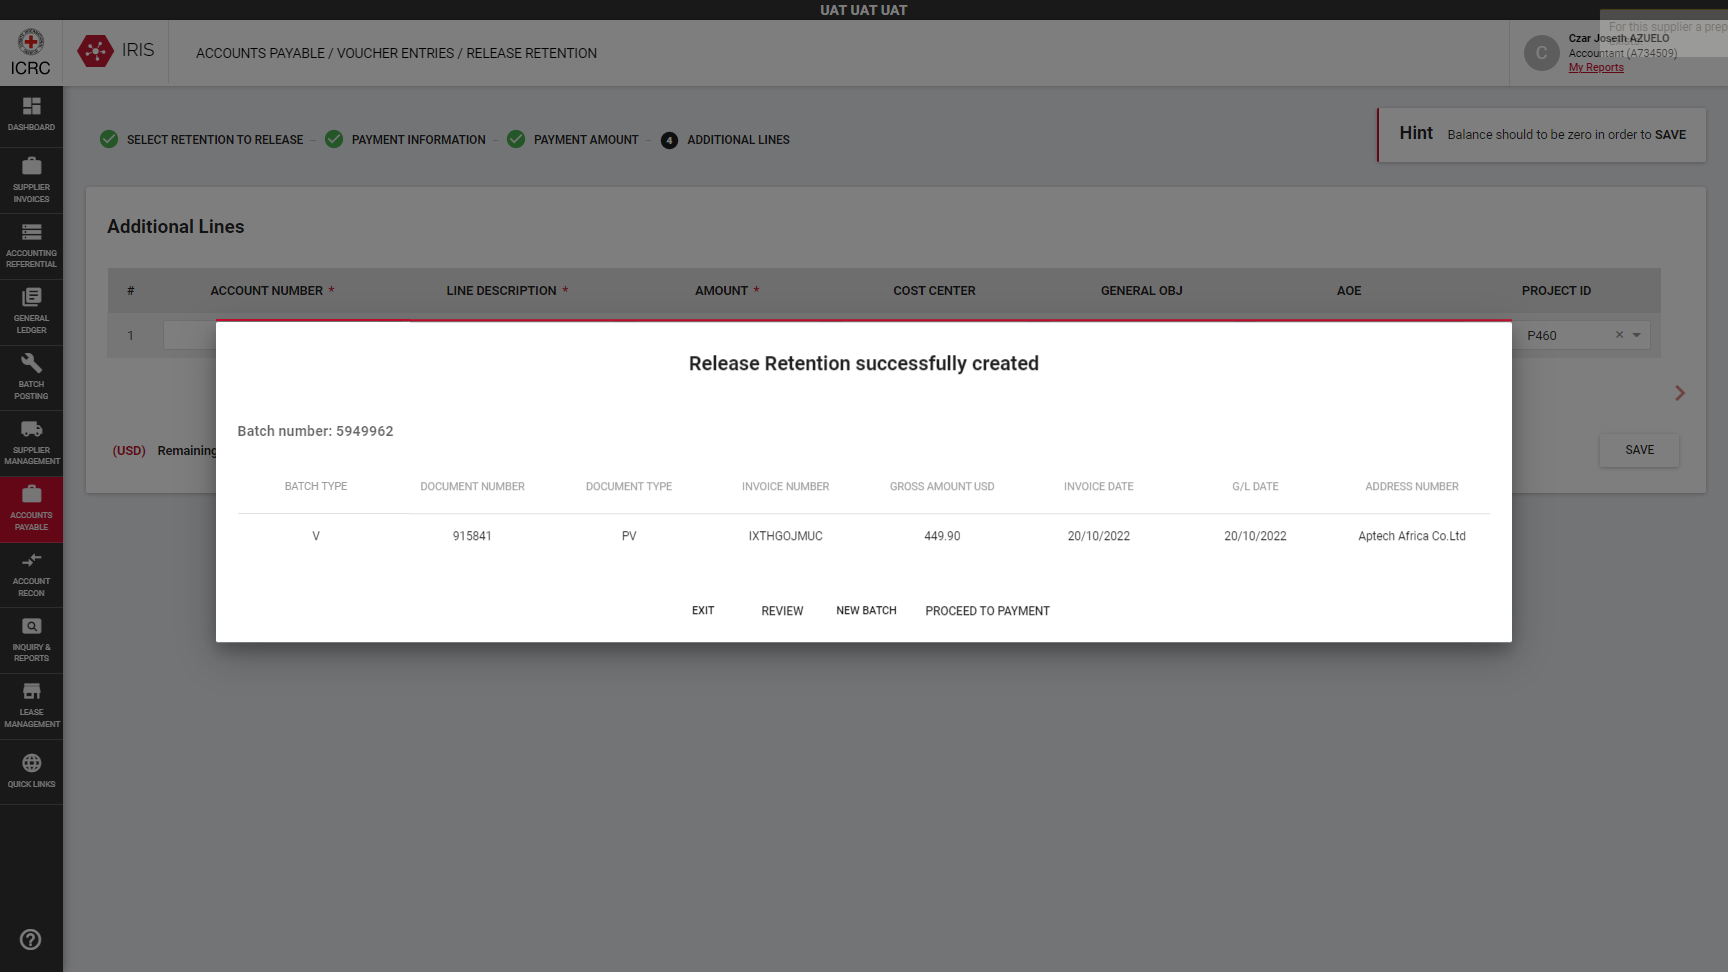 UAT UAT UAT
ICRC
IRIS
ACCOUNTS PAYABLE / VOUCHER ENTRIES / RELEASE RETENTION
For this supplier a prep
C
Czar Joseth AZUELO
Accountant (A734509)
My Reports
DASHBOARD
SUPPLIER
INVOICES
ACCOUNTING
REFERENTIAL
GENERAL
LEDGER
BATCH
POSTING
SUPPLIER
MANAGEMENT
ACCOUNTS
PAYABLE
ACCOUNT
RECON
INQUIRY &
REPORTS
LEASE
MANAGEMENT
QUICK LINKS
SELECT RETENTION TO RELEASE – PAYMENT INFORMATION – PAYMENT AMOUNT – 4 ADDITIONAL LINES
Hint Balance should to be zero in order to SAVE
Additional Lines
# ACCOUNT NUMBER * LINE DESCRIPTION * AMOUNT * COST CENTER GENERAL OBJ AOE PROJECT ID
1 P460 ×
(USD) Remaining
SAVE
Release Retention successfully created
Batch number: 5949962
BATCH TYPE DOCUMENT NUMBER DOCUMENT TYPE INVOICE NUMBER GROSS AMOUNT USD INVOICE DATE G/L DATE ADDRESS NUMBER
V 915841 PV IXTHGOJMUC 449.90 20/10/2022 20/10/2022 Aptech Africa Co.Ltd
EXIT REVIEW NEW BATCH PROCEED TO PAYMENT